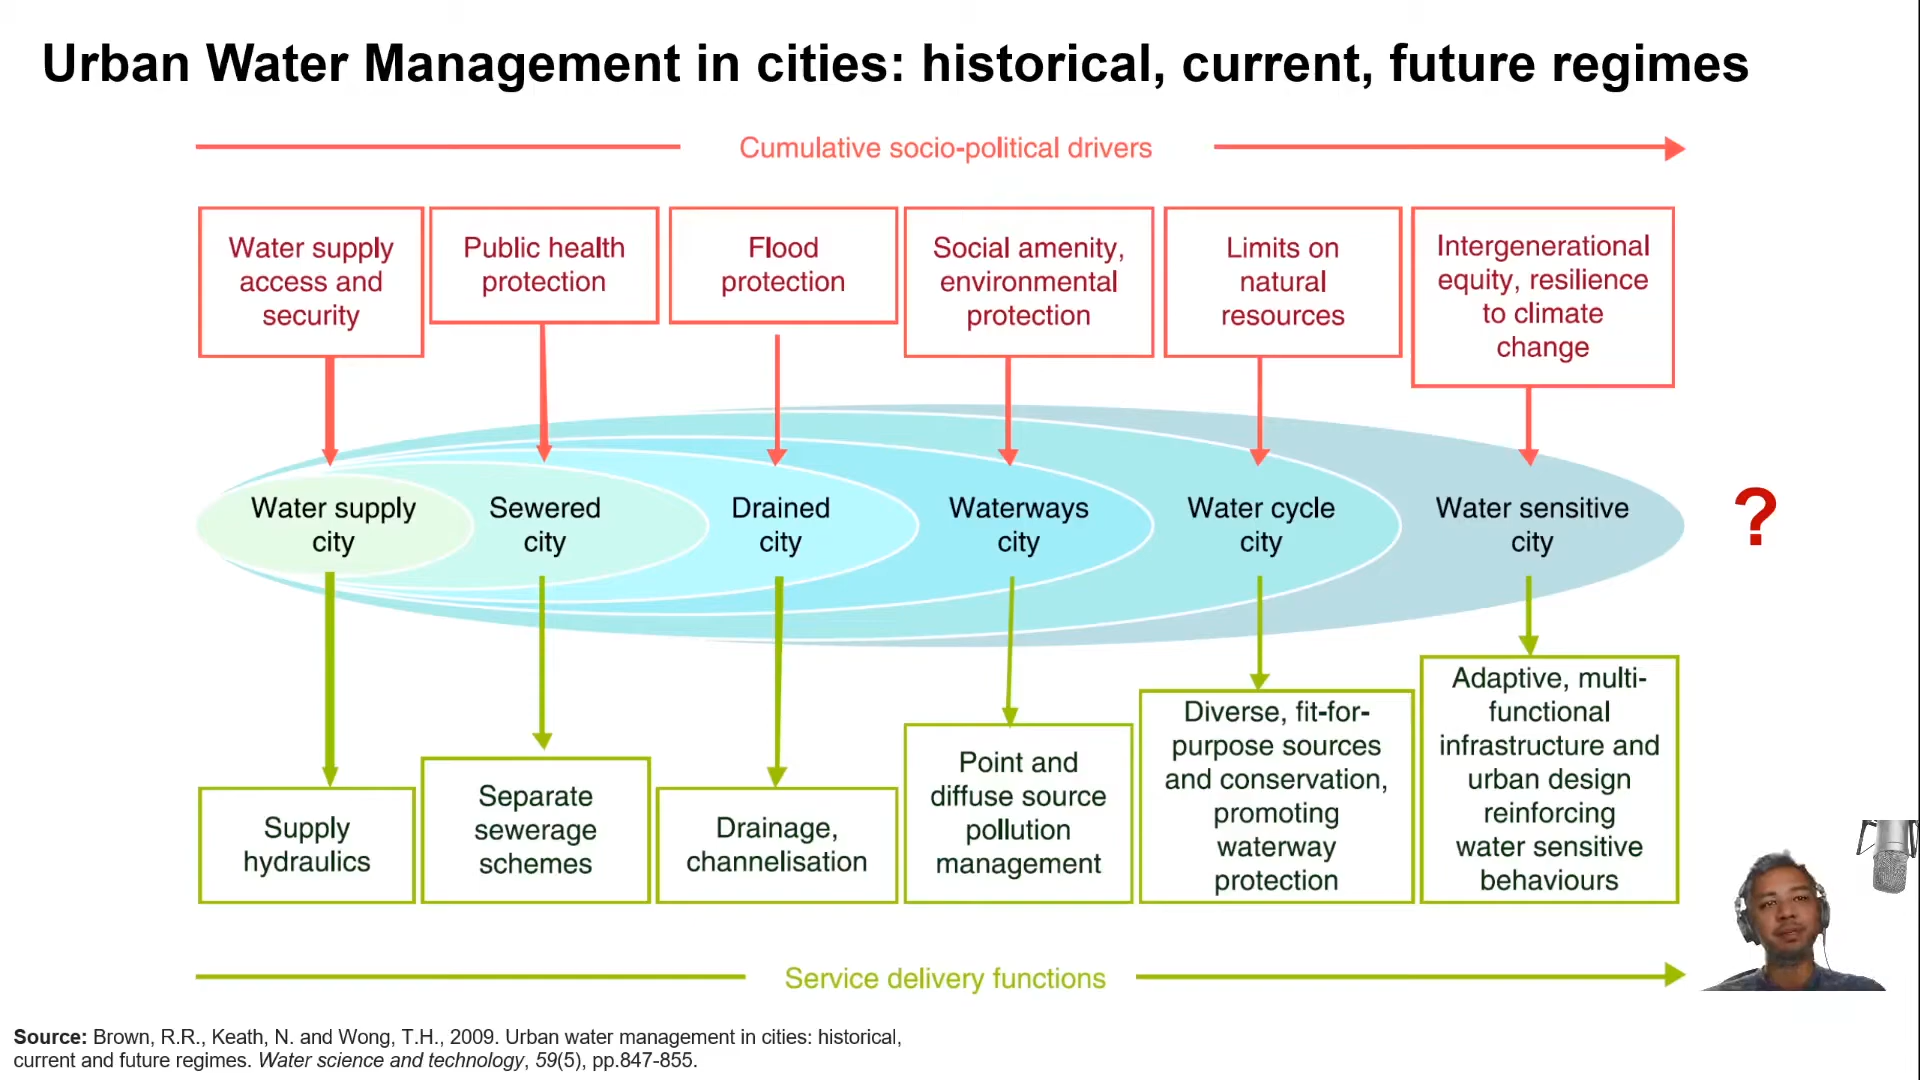 Urban Water Management in cities: historical, current, future regimes
Cumulative socio-political drivers
Water supply
access and
security
Public health
protection
Flood
protection
Social amenity,
environmental
protection
Limits on
natural
resources
Intergenerational
equity, resilience
to climate
change
Water supply
city
Sewered
city
Drained
city
Waterways
city
Water cycle
city
Water sensitive
city
?
Supply
hydraulics
Separate
sewerage
schemes
Drainage,
channelisation
Point and
diffuse source
pollution
management
Diverse, fit-for-
purpose sources
and conservation,
promoting
waterway
protection
Adaptive, multi-
functional
infrastructure and
urban design
reinforcing
water sensitive
behaviours
Service delivery functions
Source: Brown, R.R., Keath, N. and Wong, T.H., 2009. Urban water management in cities: historical,
current and future regimes. Water science and technology, 59(5), pp.847-855.